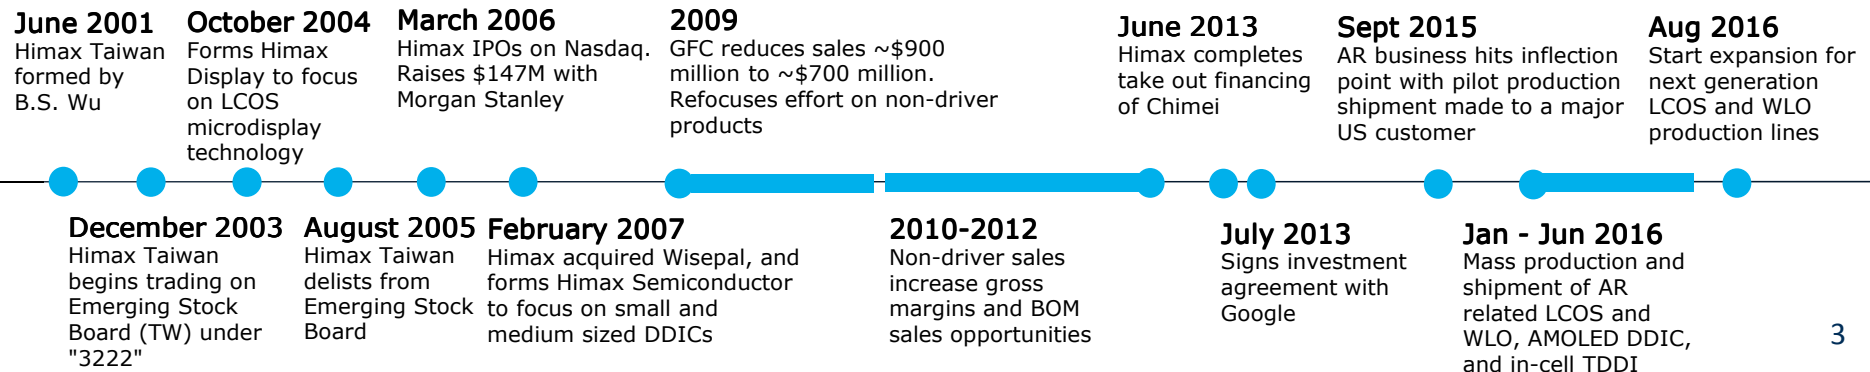 June 2001
Himax Taiwan
formed by
B.S. Wu
October 2004
Forms Himax
Display to focus
on LCOS
microdisplay
technology
March 2006
Himax IPOs on Nasdaq.
Raises $147M with
Morgan Stanley
2009
GFC reduces sales ~$900
million to ~$700 million.
Refocuses effort on non-driver
products
June 2013
Himax completes
take out financing
of Chimei
Sept 2015
AR business hits inflection
point with pilot production
shipment made to a major
US customer
Aug 2016
Start expansion for
next generation
LCOS and WLO
production lines
December 2003
Himax Taiwan
begins trading on
Emerging Stock
Board (TW) under
"3222"
August 2005
Himax Taiwan
delists from
Emerging Stock
Board
February 2007
Himax acquired Wisepal, and
forms Himax Semiconductor
to focus on small and
medium sized DDICs
2010-2012
Non-driver sales
increase gross
margins and BOM
sales opportunities
July 2013
Signs investment
agreement with
Google
Jan - Jun 2016
Mass production and
shipment of AR
related LCOS and
WLO, AMOLED DDIC,
and in-cell TDDI
3